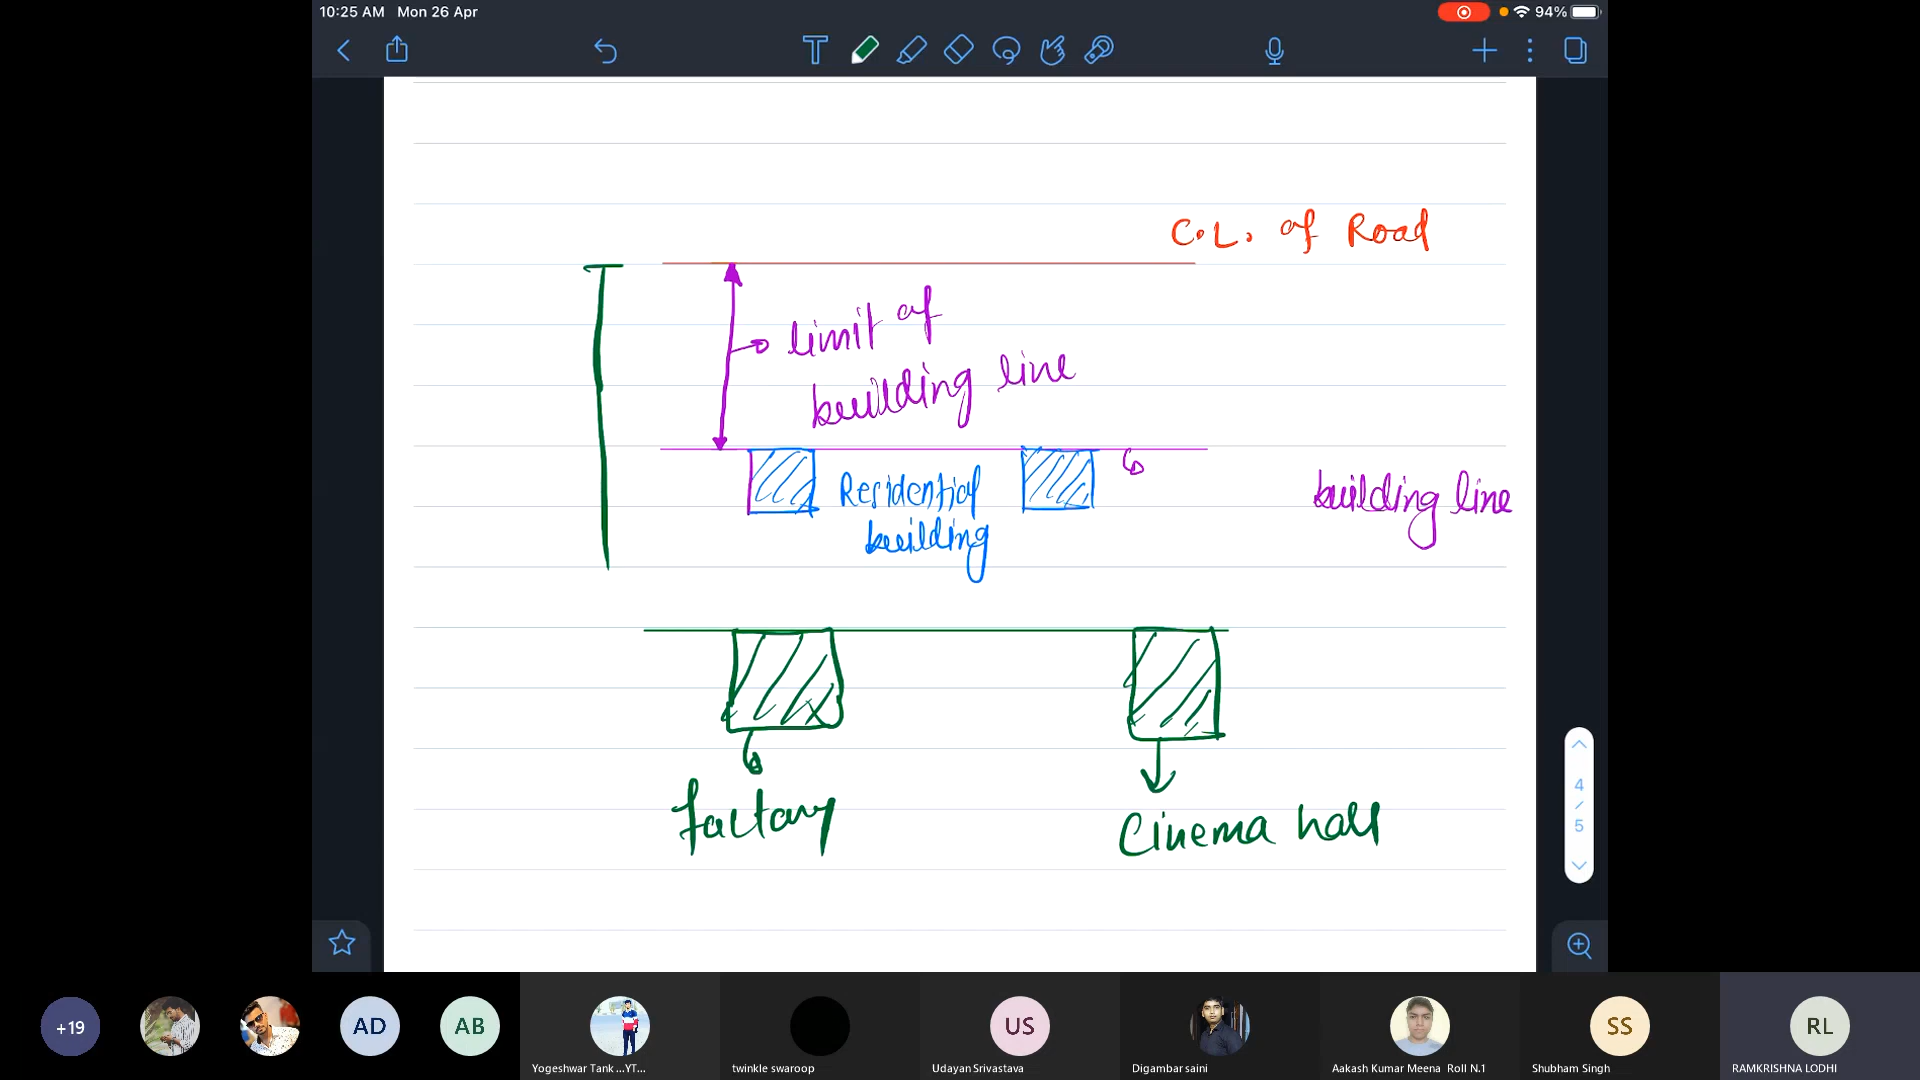 10:25 AM Mon 26 Apr
94%
C.L. of Road
limit of
building line
Residential
building
building line
factory
Cinema hall
4
/
5
+19
AD
AB
US
SS
RL
Yogeshwar Tank ...YT...
twinkle swaroop
Udayan Srivastava
Digambar saini
Aakash Kumar Meena Roll N.1
Shubham Singh
RAMKRISHNA LODHI